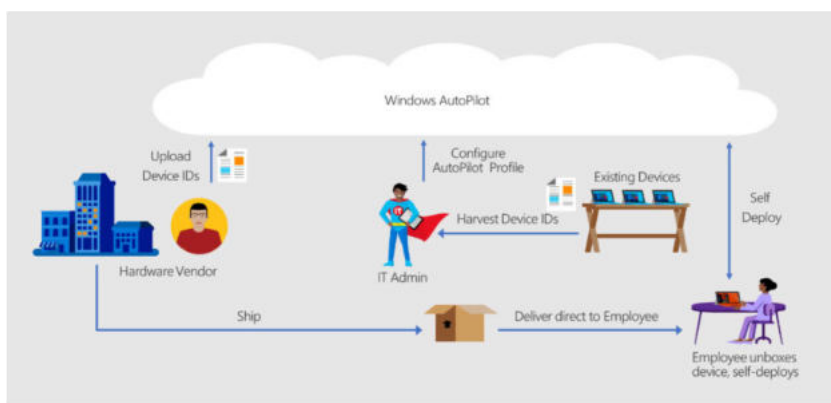 Windows AutoPilot
Upload
Device IDs
Configure
AutoPilot Profile
Existing Devices
Self
Deploy
Harvest Device IDs
IT
Hardware Vendor
IT Admin
Ship
Deliver direct to Employee
Employee unboxes
device, self-deploys